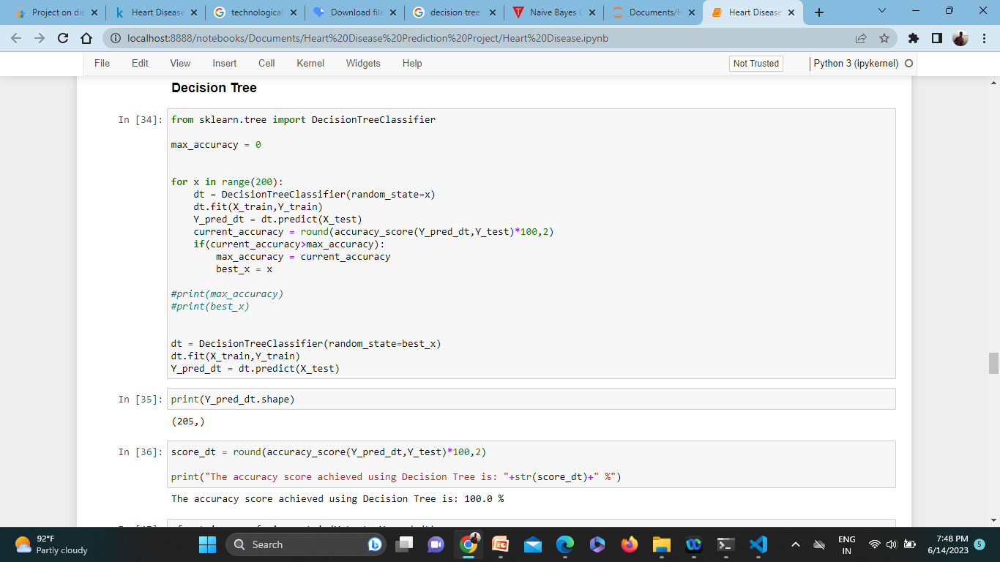 Project on dis
Heart Disease
technological
Download file
decision tree
Naive Bayes C
Documents/H
Heart Disease
localhost:8888/notebooks/Documents/Heart%20Disease%20Prediction%20Project/Heart%20Disease.ipynb
File Edit View Insert Cell Kernel Widgets Help
Not Trusted
Python 3 (ipykernel)
Decision Tree
In [34]:
from sklearn.tree import DecisionTreeClassifier
max_accuracy = 0
for x in range(200):
    dt = DecisionTreeClassifier(random_state=x)
    dt.fit(X_train,Y_train)
    Y_pred_dt = dt.predict(X_test)
    current_accuracy = round(accuracy_score(Y_pred_dt,Y_test)*100,2)
    if(current_accuracy>max_accuracy):
        max_accuracy = current_accuracy
        best_x = x
#print(max_accuracy)
#print(best_x)
dt = DecisionTreeClassifier(random_state=best_x)
dt.fit(X_train,Y_train)
Y_pred_dt = dt.predict(X_test)
In [35]:
print(Y_pred_dt.shape)
(205,)
In [36]:
score_dt = round(accuracy_score(Y_pred_dt,Y_test)*100,2)
print("The accuracy score achieved using Decision Tree is: "+str(score_dt)+" %")
The accuracy score achieved using Decision Tree is: 100.0 %
92°F
Partly cloudy
Search
ENG
IN
7:48 PM
6/14/2023
5